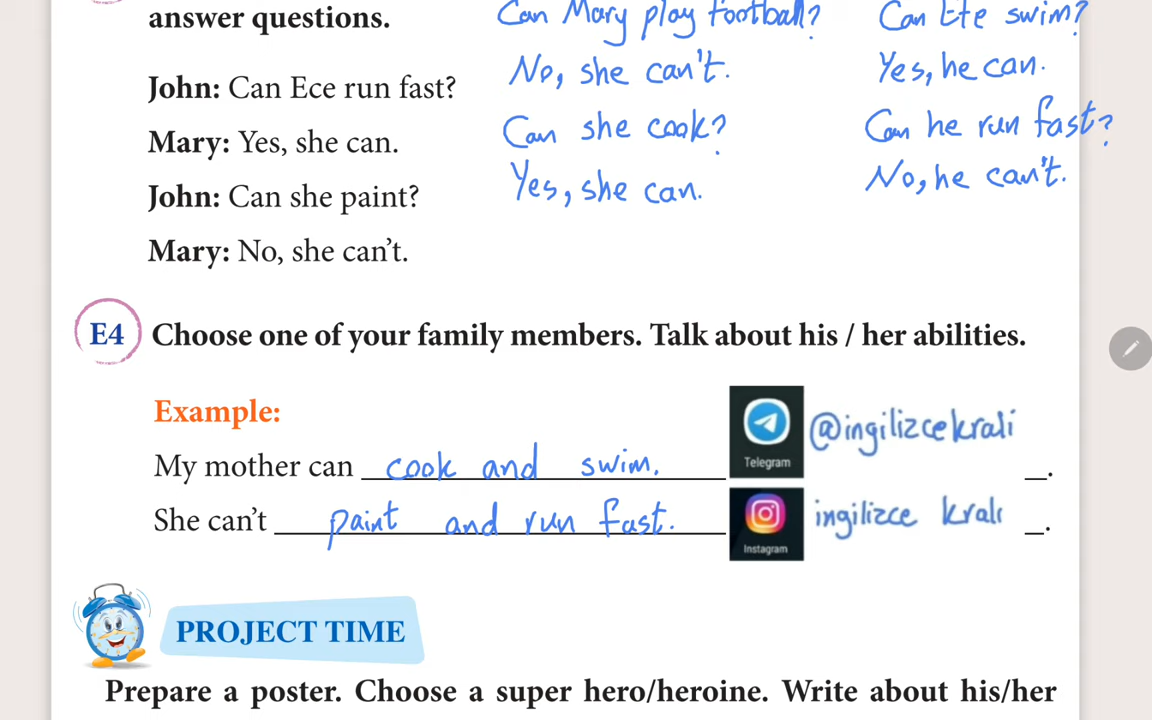 answer questions.
Can Mary play football?
Can Efe swim?
No, she can't.
Yes, he can.
John: Can Ece run fast?
Can she cook?
Can he run fast?
Mary: Yes, she can.
Yes, she can.
No, he can't.
John: Can she paint?
Mary: No, she can't.
E4 Choose one of your family members. Talk about his / her abilities.
Example:
My mother can cook and swim.
She can't paint and run fast.
Telegram @ingilizcekrali
Instagram ingilizce kralı
PROJECT TIME
Prepare a poster. Choose a super hero/heroine. Write about his/her